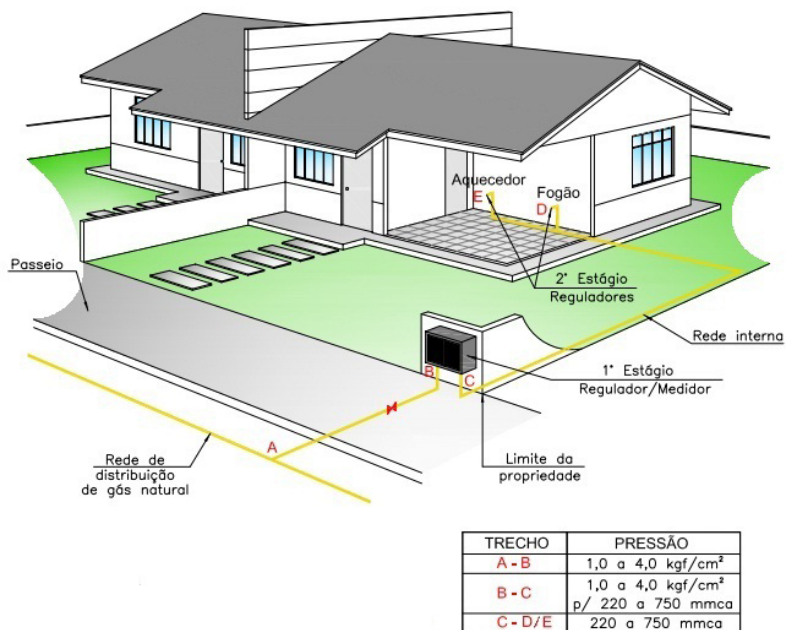 Aquecedor
E
Fogão
D
2° Estágio
Reguladores
Passeio
Rede interna
1° Estágio
Regulador/Medidor
B
C
A
Rede de
distribuição
de gás natural
Limite da
propriedade
TRECHO PRESSÃO
A - B 1,0 a 4,0 kgf/cm²
B - C 1,0 a 4,0 kgf/cm²
p/ 220 a 750 mmca
C - D/E 220 a 750 mmca